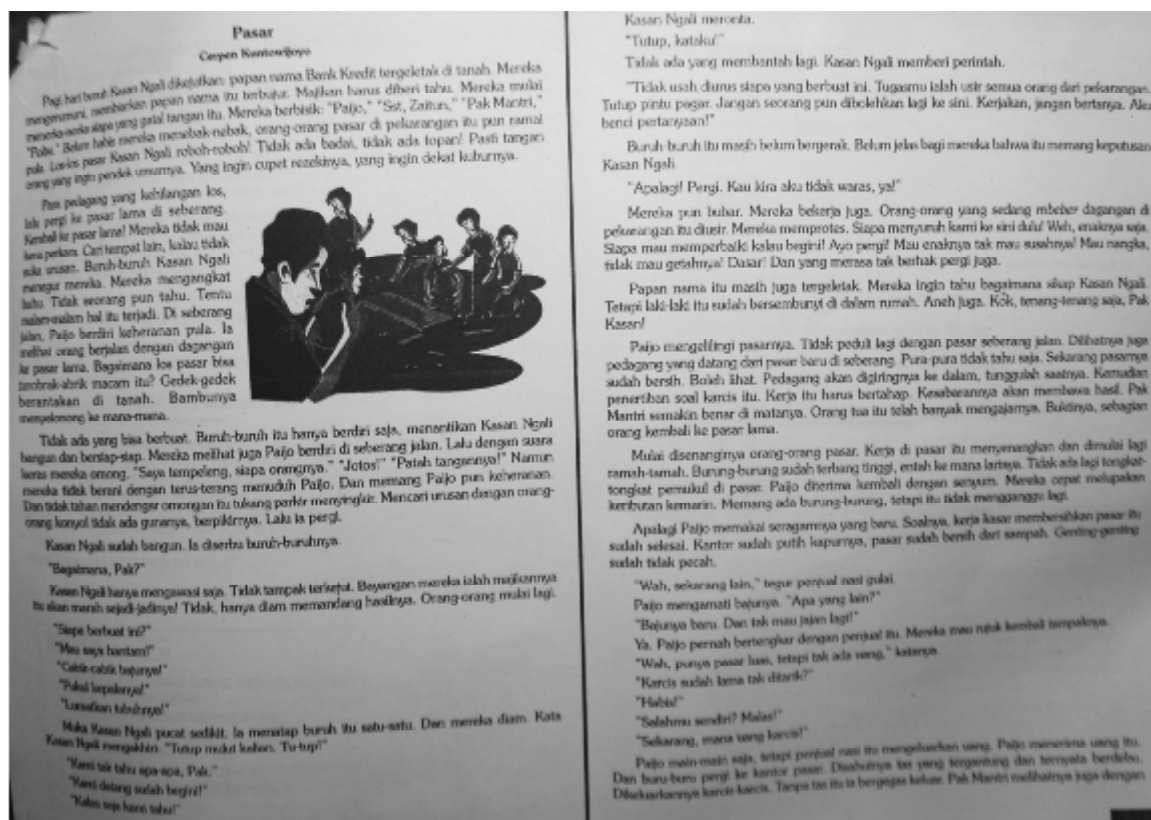 Pasar
Cerpen Kuntowijoyo
Pagi hari buruh Kasan Ngali dikejutkan: papan nama Bank Kredit tergeletak di tanah. Mereka
mengerumuni, membiarkan papan nama itu terbujur. Majikan harus diberi tahu. Mereka mulai
menerka-nerka siapa yang gatal tangan itu. Mereka berbisik: "Paijo," "Sst, Zaitun," "Pak Mantri,"
"Polisi." Belum habis mereka menebak-nebak, orang-orang pasar di pekarangan itu pun ramai
pula. Los-los pasar Kasan Ngali roboh-roboh! Tidak ada badai, tidak ada topan! Pasti tangan
orang yang ingin pendek umurnya. Yang ingin cupet rezekinya, yang ingin dekat kuburnya.
Para pedagang yang kehilangan los,
lalu pergi ke pasar lama di seberang.
Kembali ke pasar lama! Mereka tidak mau
kena perkara. Cari tempat lain, kalau tidak
suka urusan. Buruh-buruh Kasan Ngali
menegur mereka. Mereka mengangkat
bahu. Tidak seorang pun tahu. Tentu
malam-malam hal itu terjadi. Di seberang
jalan, Paijo berdiri keheranan pula. Ia
melihat orang berjalan dengan dagangan
ke pasar lama. Bagaimana los pasar bisa
terobrak-abrik macam itu? Gedek-gedek
berantakan di tanah. Bambunya
menyelonong ke mana-mana.
Tidak ada yang bisa berbuat. Buruh-buruh itu hanya berdiri saja, menantikan Kasan Ngali
bangun dan bersiap-siap. Mereka melihat juga Paijo berdiri di seberang jalan. Lalu dengan suara
keras mereka omong. "Saya tempeleng, siapa orangnya." "Jotos!" "Patah tangannya!" Namun
mereka tidak berani dengan terus-terang menuduh Paijo. Dan memang Paijo pun keheranan.
Dan tidak tahan mendengar omongan itu tukang parkir menyingkir. Mencari urusan dengan orang-
orang konyol tidak ada gunanya, berpikirnya. Lalu ia pergi.
Kasan Ngali sudah bangun. Ia diserbu buruh-buruhnya.
"Bagaimana, Pak?"
Kasan Ngali hanya mengawasi saja. Tidak tampak terkejut. Bayangan mereka ialah majikannya
itu akan marah sejadi-jadinya! Tidak, hanya diam memandang hasilnya. Orang-orang mulai lagi.
"Siapa berbuat ini?"
"Mau saya hantam!"
"Cabik-cabik bajunya!"
"Pukul kepalanya!"
"Lumatkan tubuhnya!"
Muka Kasan Ngali pucat sedikit. Ia menatap buruh itu satu-satu. Dan mereka diam. Kata
Kasan Ngali mengakhiri. "Tutup mulut kalian. Tu-tup!"
"Kami tak tahu apa-apa, Pak."
"Kami datang sudah begini!"
"Kalau saja kami tahu!"
Kasan Ngali meronta.
"Tutup, kataku!"
Tidak ada yang membantah lagi. Kasan Ngali memberi perintah.
"Tidak usah diurus siapa yang berbuat ini. Tugasmu ialah usir semua orang dari pekarangan.
Tutup pintu pagar. Jangan seorang pun dibolehkan lagi ke sini. Kerjakan, jangan bertanya. Aku
benci pertanyaan!"
Buruh-buruh itu masih belum bergerak. Belum jelas bagi mereka bahwa itu memang keputusan
Kasan Ngali.
"Apalagi! Pergi. Kau kira aku tidak waras, ya!"
Mereka pun bubar. Mereka bekerja juga. Orang-orang yang sedang mbeber dagangan di
pekarangan itu diusir. Mereka memprotes. Siapa menyuruh kami ke sini dulu! Wah, enaknya saja.
Siapa mau memperbaiki kalau begini! Ayo pergi! Mau enaknya tak mau susahnya! Mau nangka,
tidak mau getahnya! Dasar! Dan yang merasa tak berhak pergi juga.
Papan nama itu masih juga tergeletak. Mereka ingin tahu bagaimana sikap Kasan Ngali.
Tetapi laki-laki itu sudah bersembunyi di dalam rumah. Aneh juga. Kok, tenang-tenang saja, Pak
Kasan!
Paijo mengelilingi pasarnya. Tidak peduli lagi dengan pasar seberang jalan. Dilihatnya juga
pedagang yang datang dari pasar baru di seberang. Pura-pura tidak tahu saja. Sekarang pasarnya
sudah bersih. Boleh lihat. Pedagang akan digiringnya ke dalam, tunggulah saatnya. Kemudian
penertiban soal karcis itu. Kerja itu harus bertahap. Kesabarannya akan membawa hasil. Pak
Mantri semakin benar di matanya. Orang tua itu telah banyak mengajarnya. Buktinya, sebagian
orang kembali ke pasar lama.
Mulai disenanginya orang-orang pasar. Kerja di pasar itu menyenangkan dan dimulai lagi
ramah-tamah. Burung-burung sudah terbang tinggi, entah ke mana larinya. Tidak ada lagi tongkat-
tongkat pemukul di pasar. Paijo diterima kembali dengan senyum. Mereka cepat melupakan
keributan kemarin. Memang ada burung-burung, tetapi itu tidak mengganggu lagi.
Apalagi Paijo memakai seragamnya yang baru. Soalnya, kerja kasar membersihkan pasar itu
sudah selesai. Kantor sudah putih kapurnya, pasar sudah bersih dari sampah. Genting-genting
sudah tidak pecah.
"Wah, sekarang lain," tegur penjual nasi gulai.
Paijo mengamati bajunya. "Apa yang lain?"
"Bajunya baru. Dan tak mau jajan lagi!"
Ya. Paijo pernah bertengkar dengan penjual itu. Mereka mau rujuk kembali tampaknya.
"Wah, punya pasar luas, tetapi tak ada uang," katanya.
"Karcis sudah lama tak ditarik?"
"Habis!"
"Salahmu sendiri? Malas!"
"Sekarang, mana uang karcis!"
Paijo main-main saja, tetapi penjual nasi itu mengeluarkan uang. Paijo menerima uang itu.
Dan buru-buru pergi ke kantor pasar. Disahutnya tas yang tergantung dan ternyata berdebu.
Dikeluarkannya karcis-karcis. Tanpa tas itu ia bergegas keluar. Pak Mantri melihatnya juga dengan